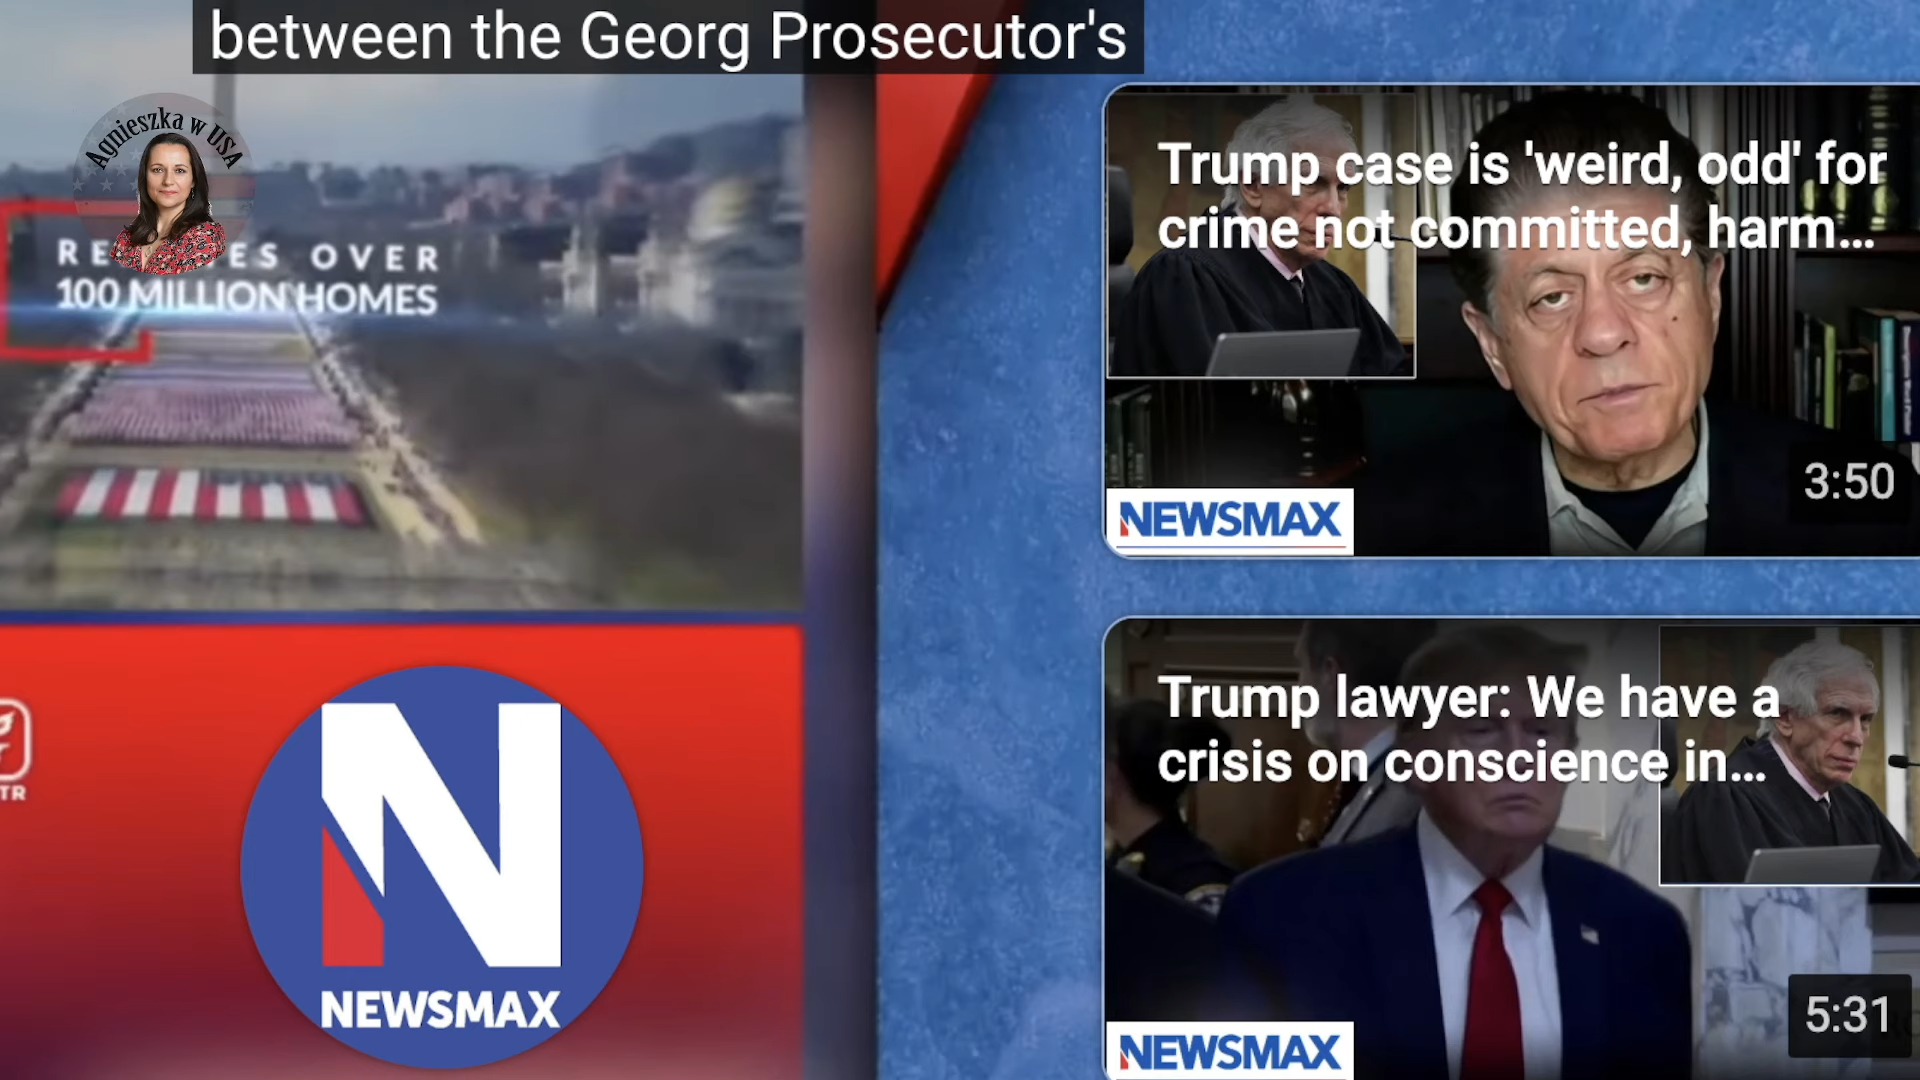 between the Georg Prosecutor's
Agnieszka w USA
OVER
100 MILLION HOMES
Trump case is 'weird, odd' for
crime not committed, harm...
3:50
NEWSMAX
NEWSMAX
Trump lawyer: We have a
crisis on conscience in...
5:31
NEWSMAX